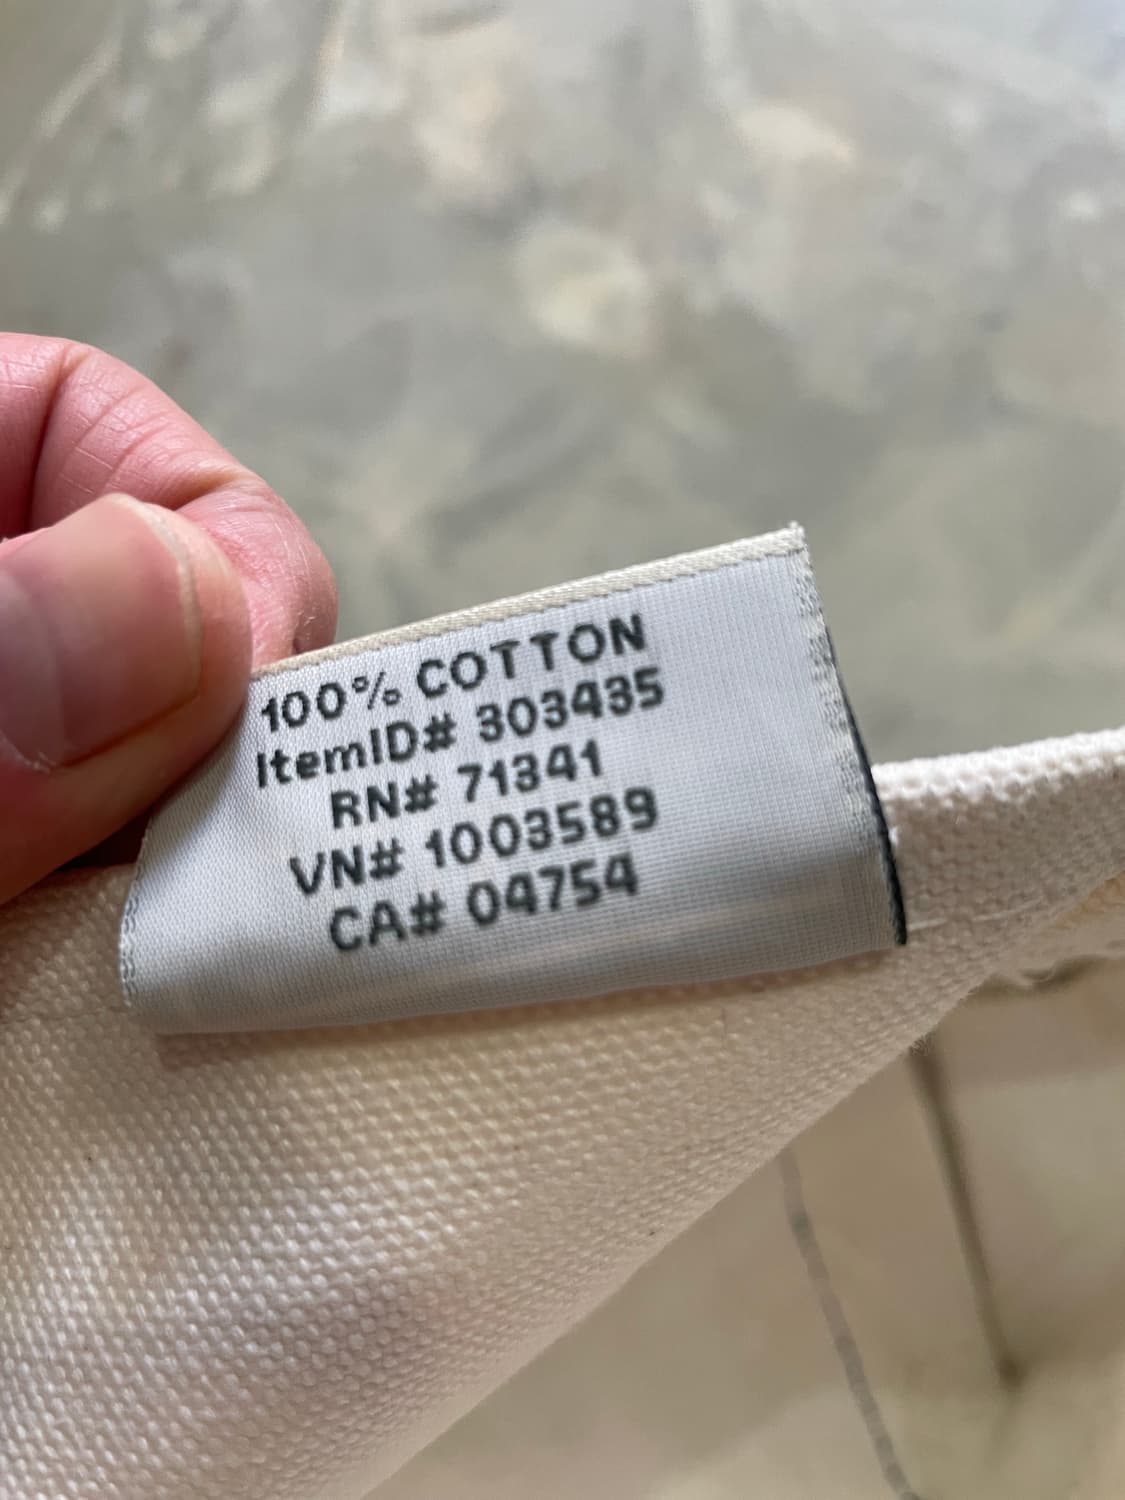 100% COTTON
ItemID# 303435
RN# 71341
VN# 1003589
CA# 04754